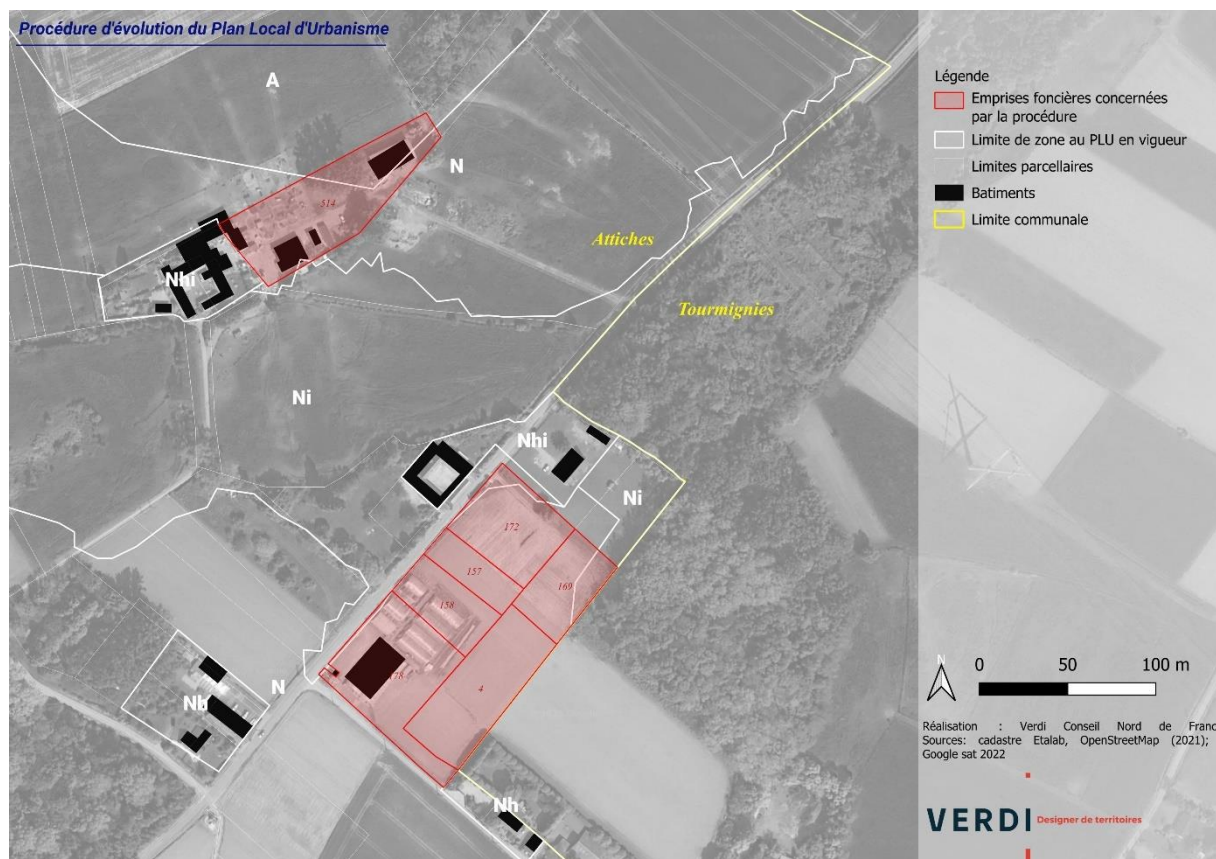 Procédure d'évolution du Plan Local d'Urbanisme
A
N
514
Nhi
Attiches
Tourmignies
Ni
Nhi
Ni
172
157
169
158
178
4
Nh
N
Nh
Légende
Emprises foncières concernées
par la procédure
Limite de zone au PLU en vigueur
Limites parcellaires
Batiments
Limite communale
N
0 50 100 m
Réalisation : Verdi Conseil Nord de Franc
Sources: cadastre Etalab, OpenStreetMap (2021);
Google sat 2022
VERDI Designer de territoires